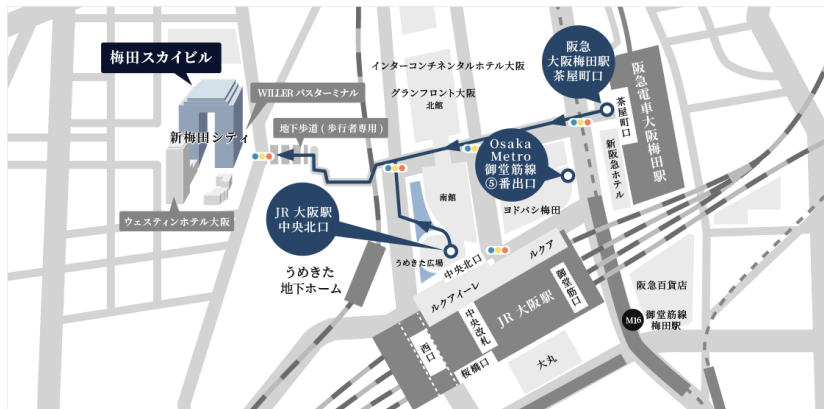 梅田スカイビル
WILLER バスターミナル
新梅田シティ
地下歩道（歩行者専用）
ウェスティンホテル大阪
インターコンチネンタルホテル大阪
グランフロント大阪
北館
阪急
大阪梅田駅
茶屋町口
茶屋町口
阪急電車大阪梅田駅
新阪急ホテル
Osaka
Metro
御堂筋線
⑤番出口
ヨドバシ梅田
南館
JR 大阪駅
中央北口
うめきた広場
うめきた
地下ホーム
中央北口
ルクア
ルクアイーレ
JR 大阪駅
御堂筋口
中央改札
西口
桜橋口
大丸
阪急百貨店
M16
御堂筋線
梅田駅